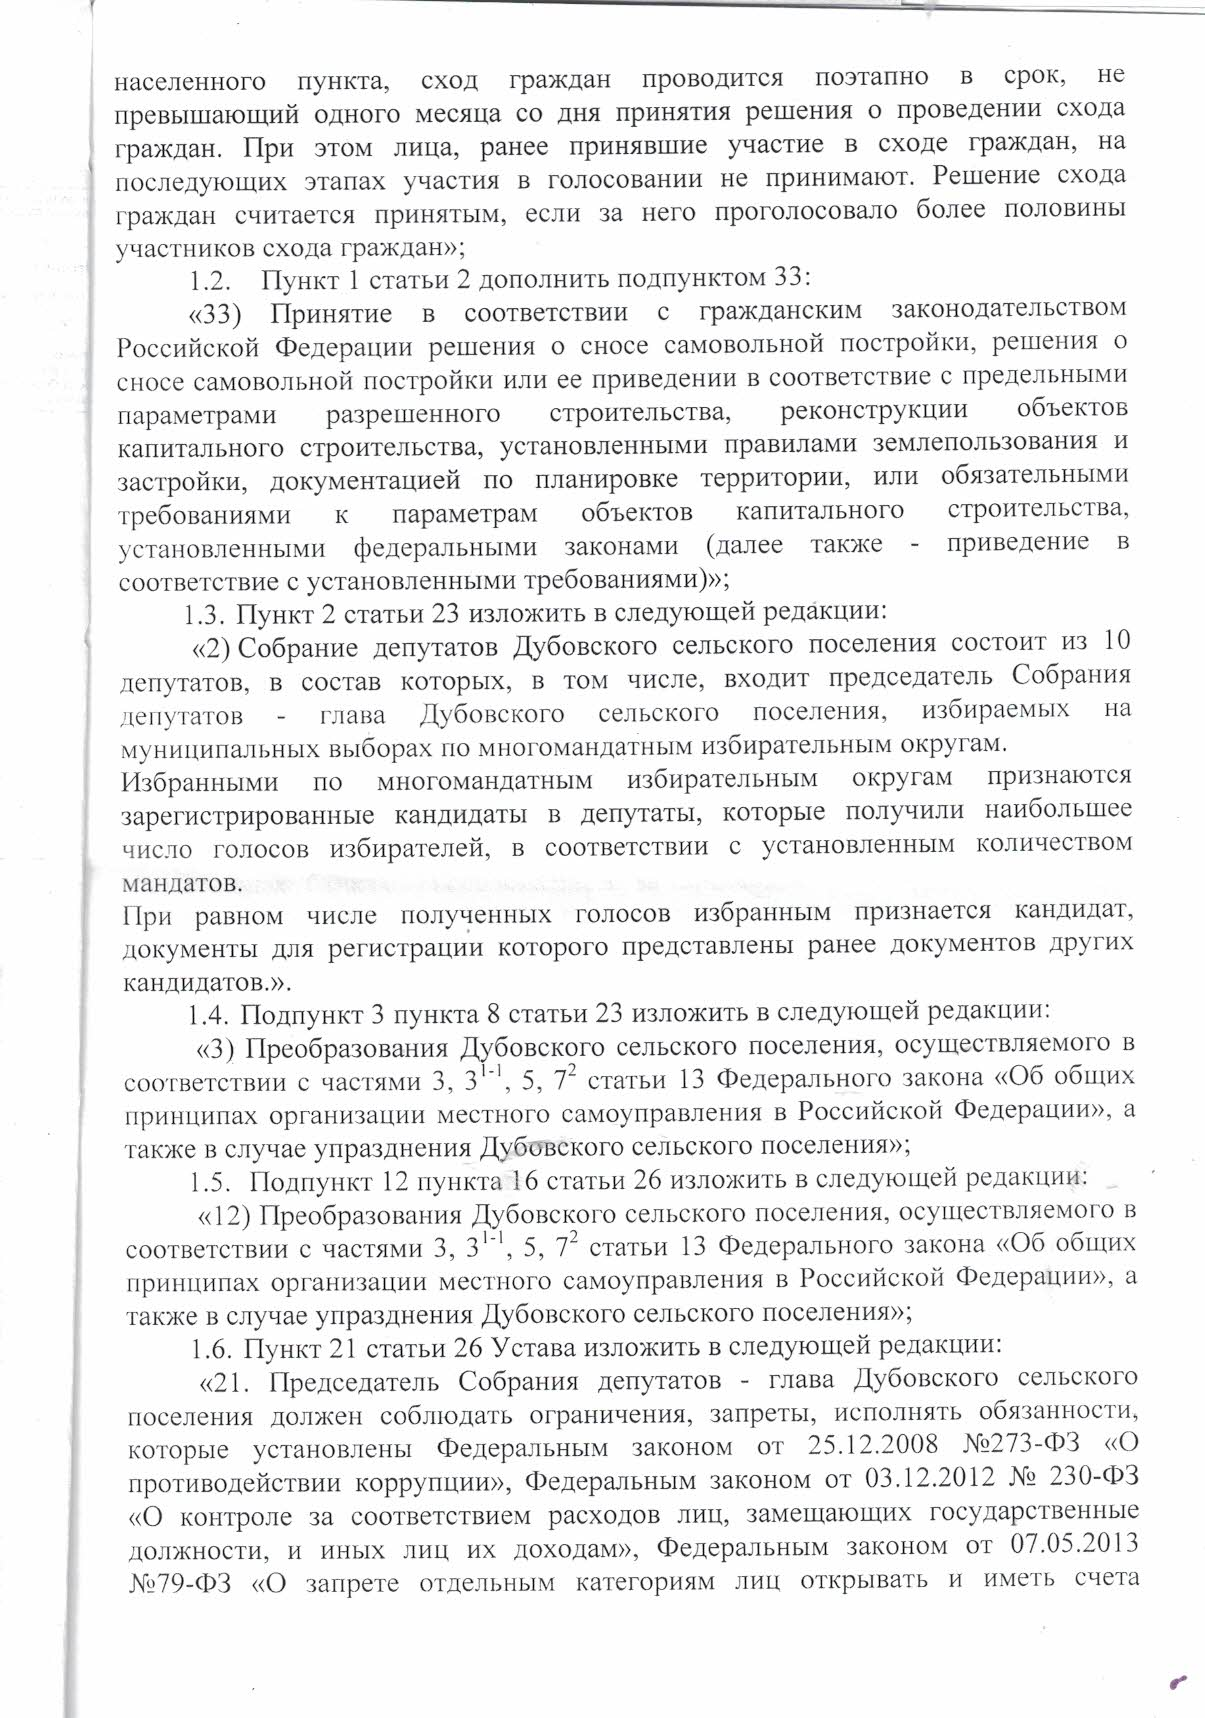 населенного пункта, сход граждан проводится поэтапно в срок, не
превышающий одного месяца со дня принятия решения о проведении схода
граждан. При этом лица, ранее принявшие участие в сходе граждан, на
последующих этапах участия в голосовании не принимают. Решение схода
граждан считается принятым, если за него проголосовало более половины
участников схода граждан»;
1.2. Пункт 1 статьи 2 дополнить подпунктом 33:
«33) Принятие в соответствии с гражданским законодательством
Российской Федерации решения о сносе самовольной постройки, решения о
сносе самовольной постройки или ее приведении в соответствие с предельными
параметрами разрешенного строительства, реконструкции объектов
капитального строительства, установленными правилами землепользования и
застройки, документацией по планировке территории, или обязательными
требованиями к параметрам объектов капитального строительства,
установленными федеральными законами (далее также - приведение в
соответствие с установленными требованиями)»;
1.3. Пункт 2 статьи 23 изложить в следующей редакции:
«2) Собрание депутатов Дубовского сельского поселения состоит из 10
депутатов, в состав которых, в том числе, входит председатель Собрания
депутатов - глава Дубовского сельского поселения, избираемых на
муниципальных выборах по многомандатным избирательным округам.
Избранными по многомандатным избирательным округам признаются
зарегистрированные кандидаты в депутаты, которые получили наибольшее
число голосов избирателей, в соответствии с установленным количеством
мандатов.
При равном числе полученных голосов избранным признается кандидат,
документы для регистрации которого представлены ранее документов других
кандидатов.».
1.4. Подпункт 3 пункта 8 статьи 23 изложить в следующей редакции:
«3) Преобразования Дубовского сельского поселения, осуществляемого в
соответствии с частями 3, 3¹⁻¹, 5, 7² статьи 13 Федерального закона «Об общих
принципах организации местного самоуправления в Российской Федерации», а
также в случае упразднения Дубовского сельского поселения»;
1.5. Подпункт 12 пункта 16 статьи 26 изложить в следующей редакции:
«12) Преобразования Дубовского сельского поселения, осуществляемого в
соответствии с частями 3, 3¹⁻¹, 5, 7² статьи 13 Федерального закона «Об общих
принципах организации местного самоуправления в Российской Федерации», а
также в случае упразднения Дубовского сельского поселения»;
1.6. Пункт 21 статьи 26 Устава изложить в следующей редакции:
«21. Председатель Собрания депутатов - глава Дубовского сельского
поселения должен соблюдать ограничения, запреты, исполнять обязанности,
которые установлены Федеральным законом от 25.12.2008 №273-ФЗ «О
противодействии коррупции», Федеральным законом от 03.12.2012 № 230-ФЗ
«О контроле за соответствием расходов лиц, замещающих государственные
должности, и иных лиц их доходам», Федеральным законом от 07.05.2013
№79-ФЗ «О запрете отдельным категориям лиц открывать и иметь счета